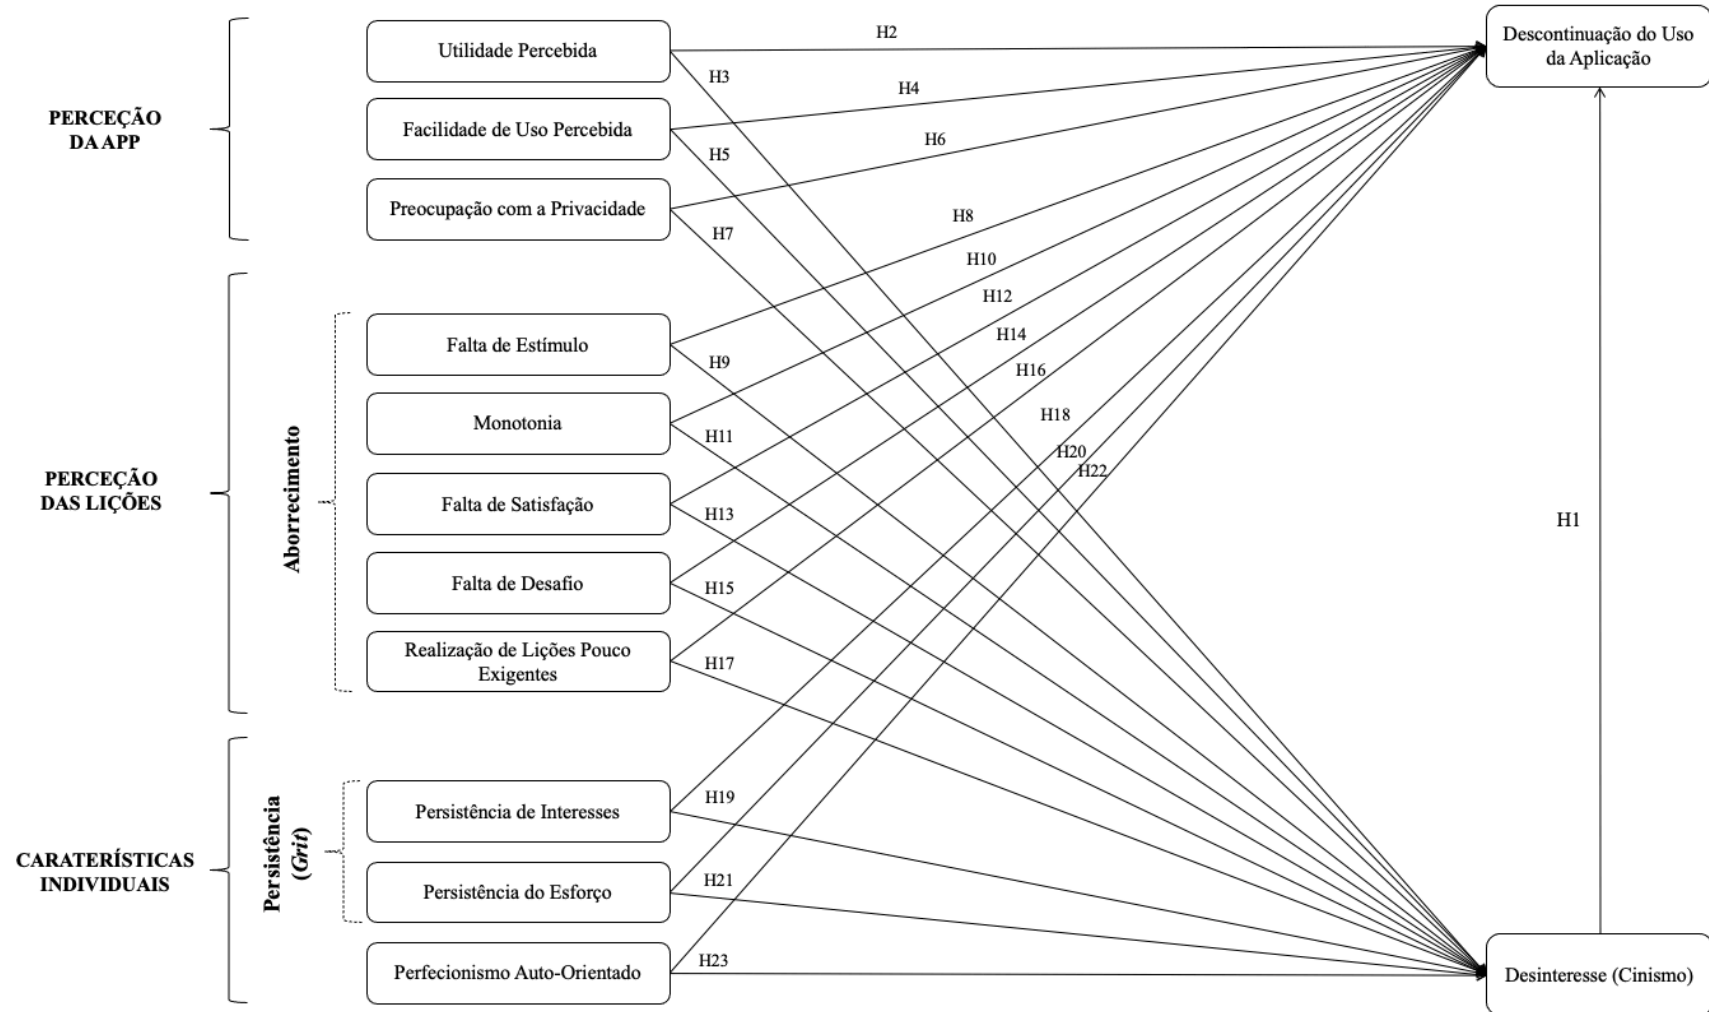 PERCEÇÃO
DA APP
Utilidade Percebida
Facilidade de Uso Percebida
Preocupação com a Privacidade
PERCEÇÃO
DAS LIÇÕES
Aborrecimento
Falta de Estímulo
Monotonia
Falta de Satisfação
Falta de Desafio
Realização de Lições Pouco
Exigentes
CARATERÍSTICAS
INDIVIDUAIS
Persistência
(Grit)
Persistência de Interesses
Persistência do Esforço
Perfecionismo Auto-Orientado
H2
H3
H4
H5
H6
H7
H8
H9
H10
H11
H12
H13
H14
H15
H16
H17
H18
H19
H20
H21
H22
H23
Descontinuação do Uso
da Aplicação
H1
Desinteresse (Cinismo)